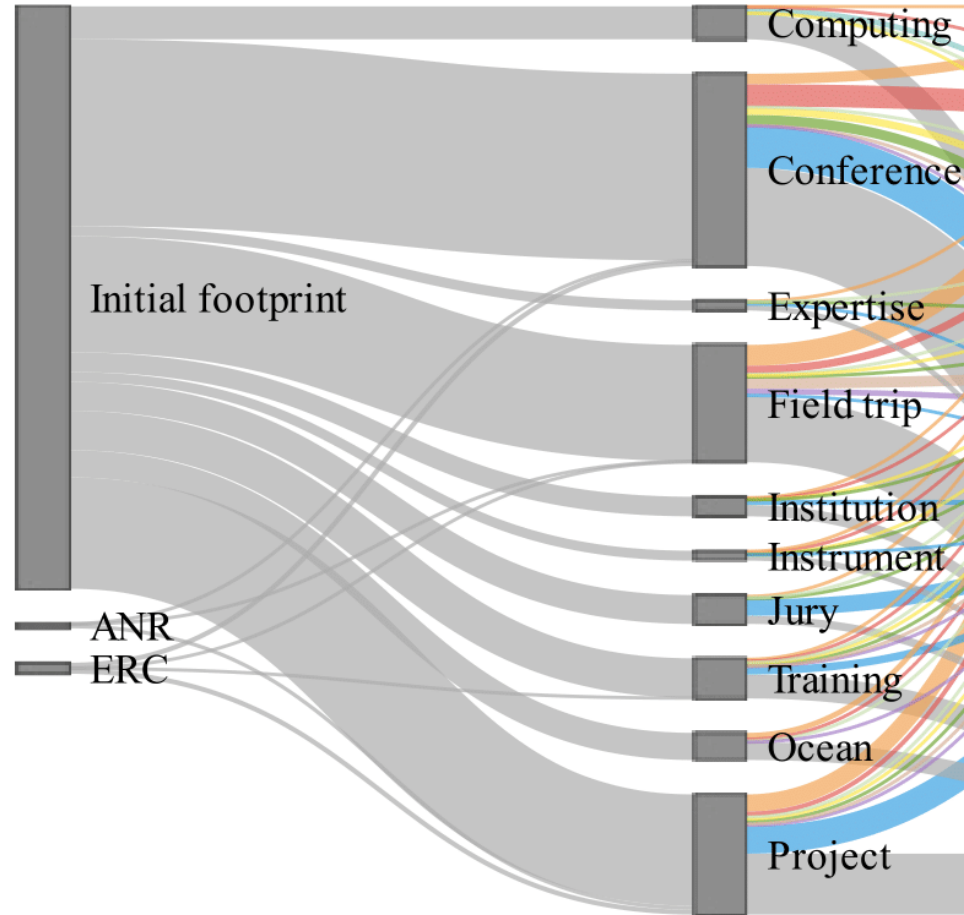 Computing
Conference
Initial footprint
Expertise
Field trip
Institution
Instrument
Jury
ANR
ERC
Training
Ocean
Project